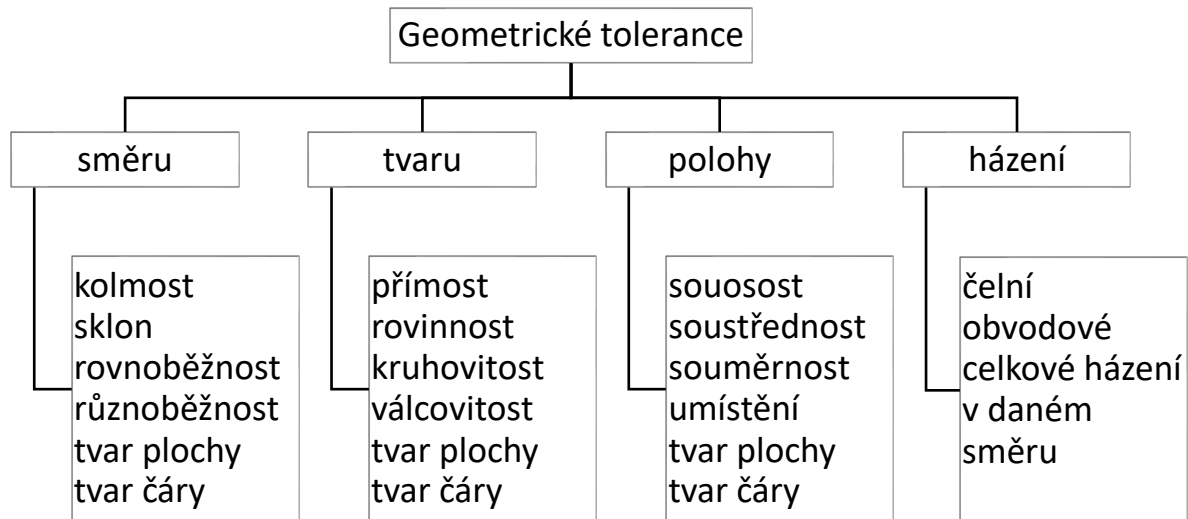 Geometrické tolerance
směru
tvaru
polohy
házení
kolmost
sklon
rovnoběžnost
různoběžnost
tvar plochy
tvar čáry
přímost
rovinnost
kruhovitost
válcovitost
tvar plochy
tvar čáry
souosost
soustřednost
souměrnost
umístění
tvar plochy
tvar čáry
čelní
obvodové
celkové házení
v daném
směru